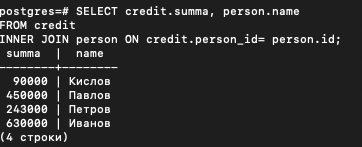 postgres=# SELECT credit.summa, person.name
FROM credit
INNER JOIN person ON credit.person_id= person.id;
 summa  |  name
--------+--------
  90000 | Кислов
 450000 | Павлов
 243000 | Петров
 630000 | Иванов
(4 строки)